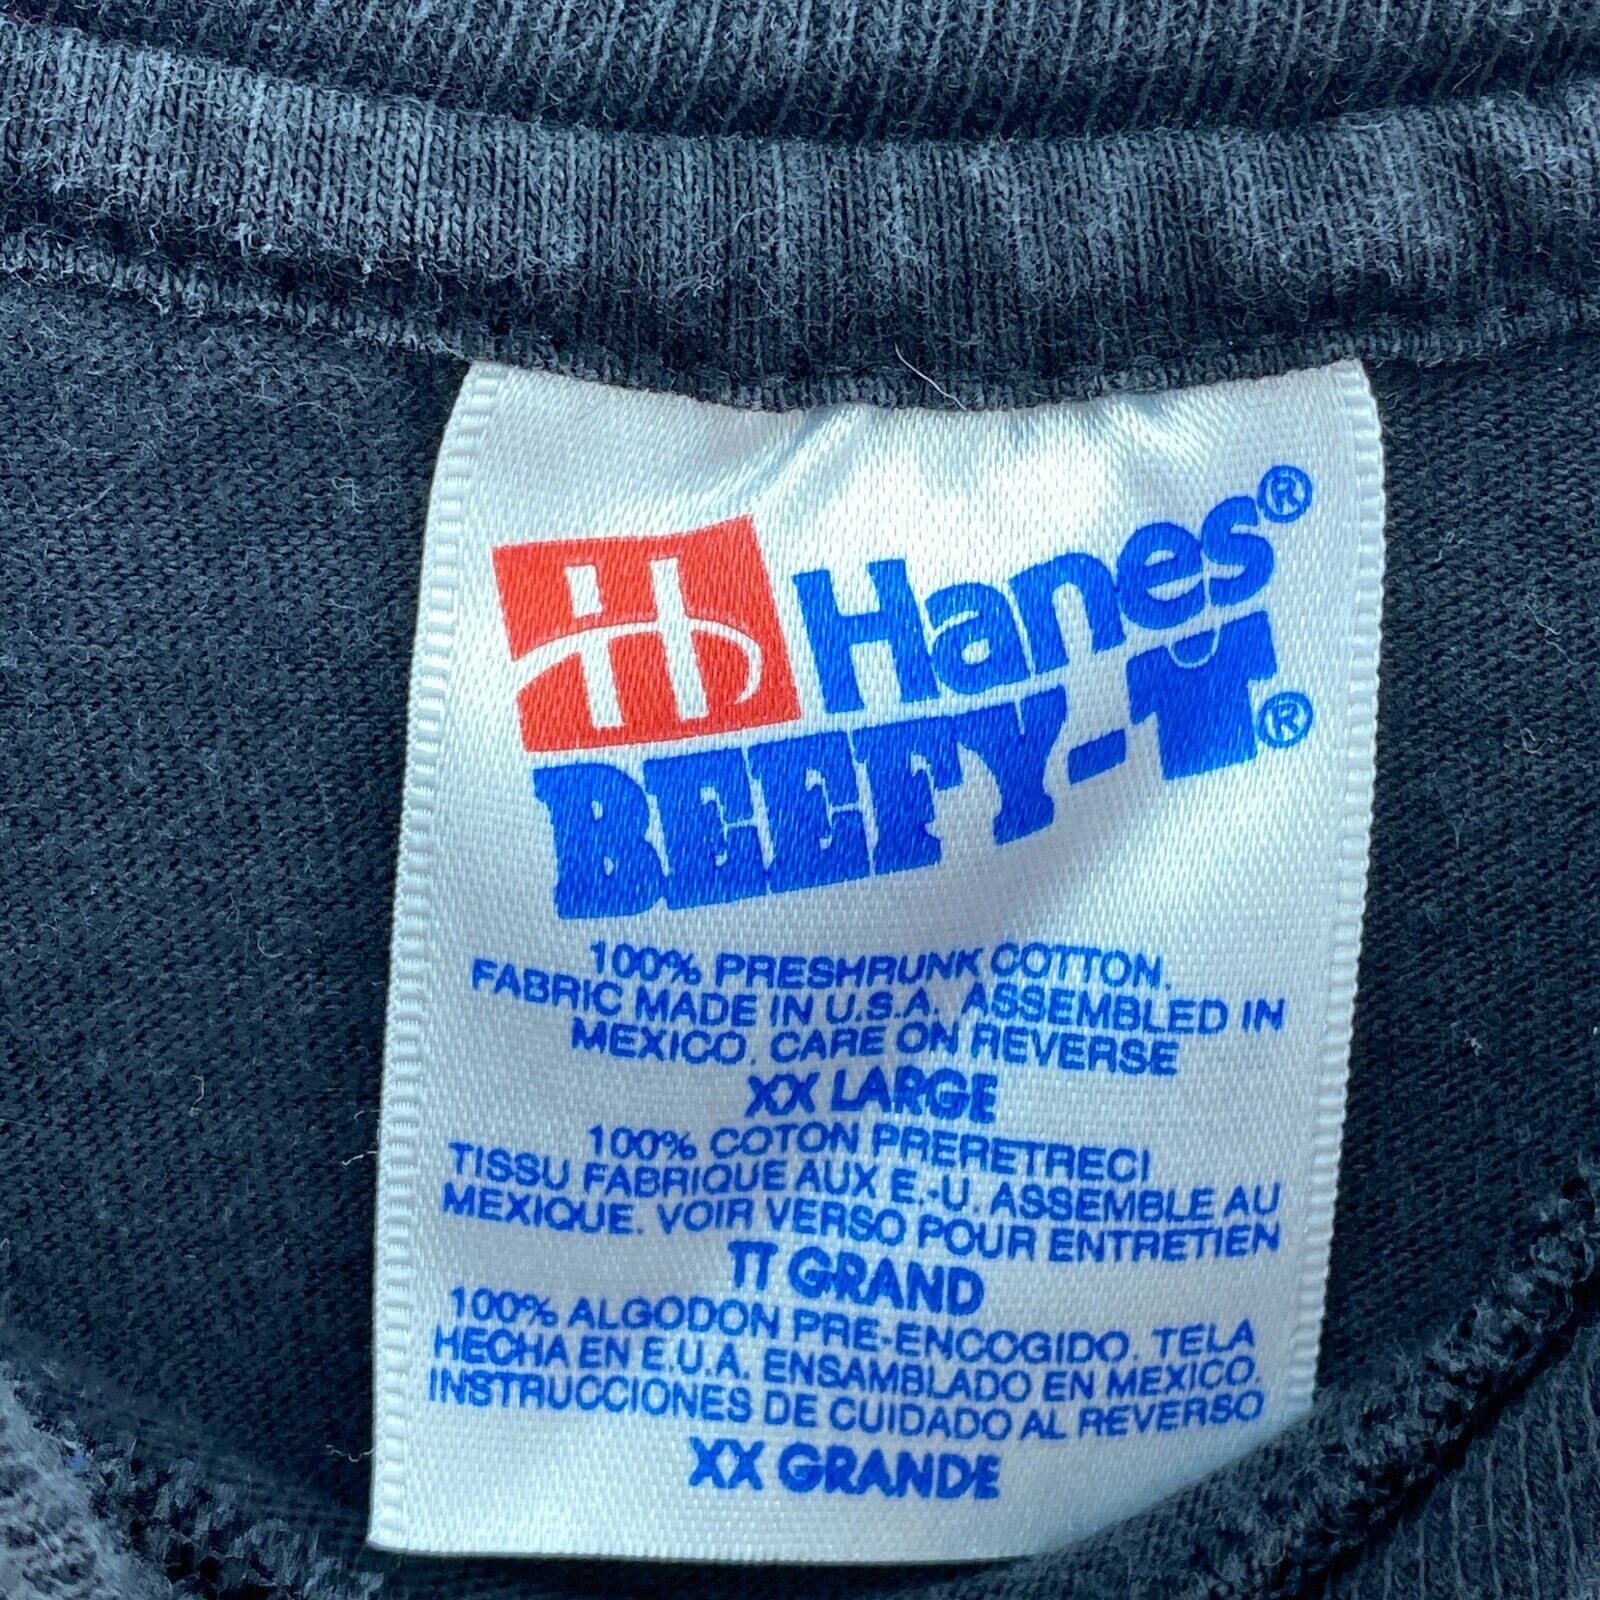 Hanes®
BEEFY-T®
100% PRESHRUNK COTTON.
FABRIC MADE IN U.S.A. ASSEMBLED IN
MEXICO. CARE ON REVERSE
XX LARGE
100% COTON PRERETRECI
TISSU FABRIQUE AUX E.-U. ASSEMBLE AU
MEXIQUE. VOIR VERSO POUR ENTRETIEN
TT GRAND
100% ALGODON PRE-ENCOGIDO. TELA
HECHA EN E.U.A. ENSAMBLADO EN MEXICO.
INSTRUCCIONES DE CUIDADO AL REVERSO
XX GRANDE